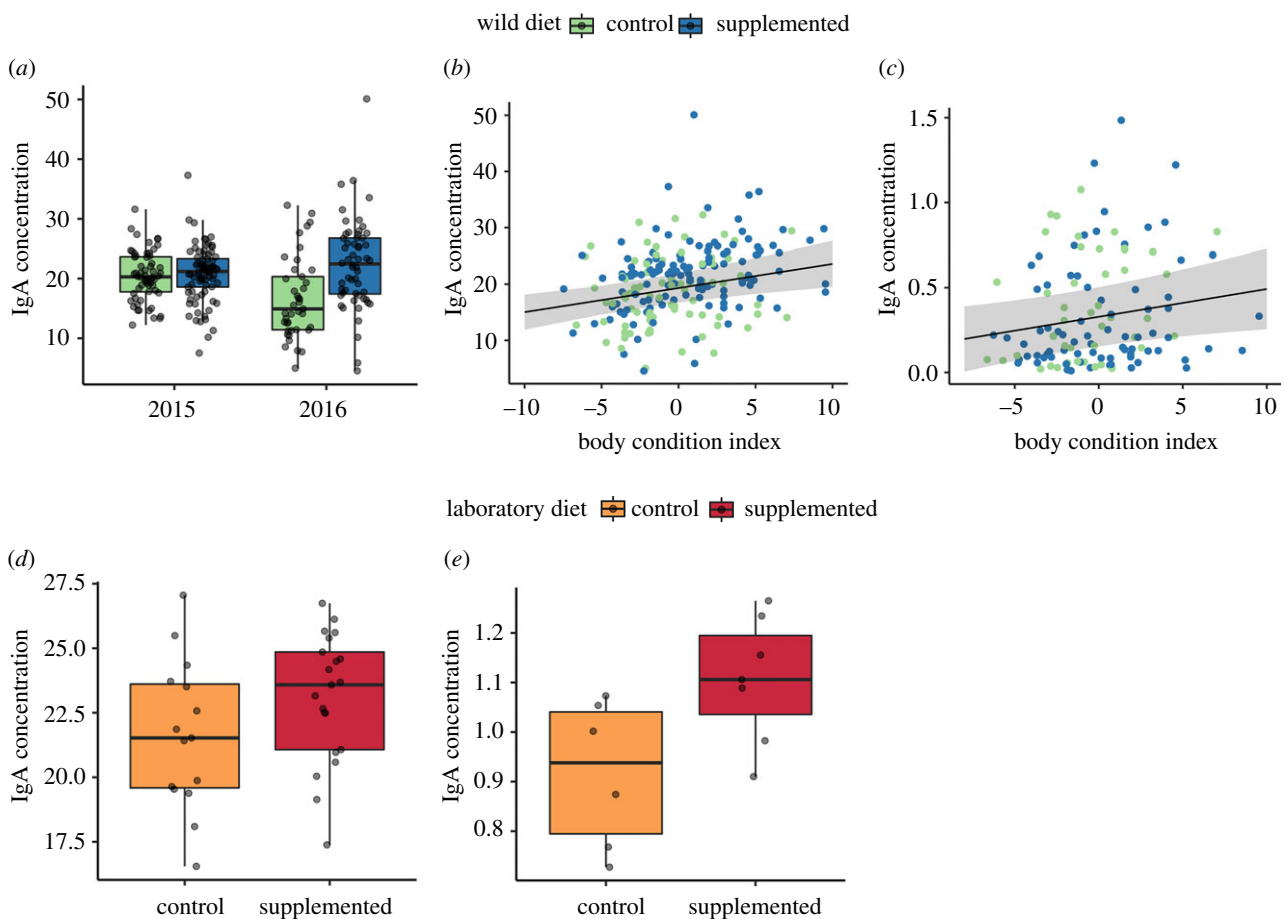 wild diet control supplemented
(a)
50
40
30
20
10
IgA concentration
2015 2016
(b)
50
40
30
20
10
IgA concentration
–10 –5 0 5 10
body condition index
(c)
1.5
1.0
0.5
0.0
IgA concentration
–5 0 5 10
body condition index
laboratory diet control supplemented
(d)
27.5
25.0
22.5
20.0
17.5
IgA concentration
control supplemented
(e)
1.2
1.1
1.0
0.9
0.8
IgA concentration
control supplemented